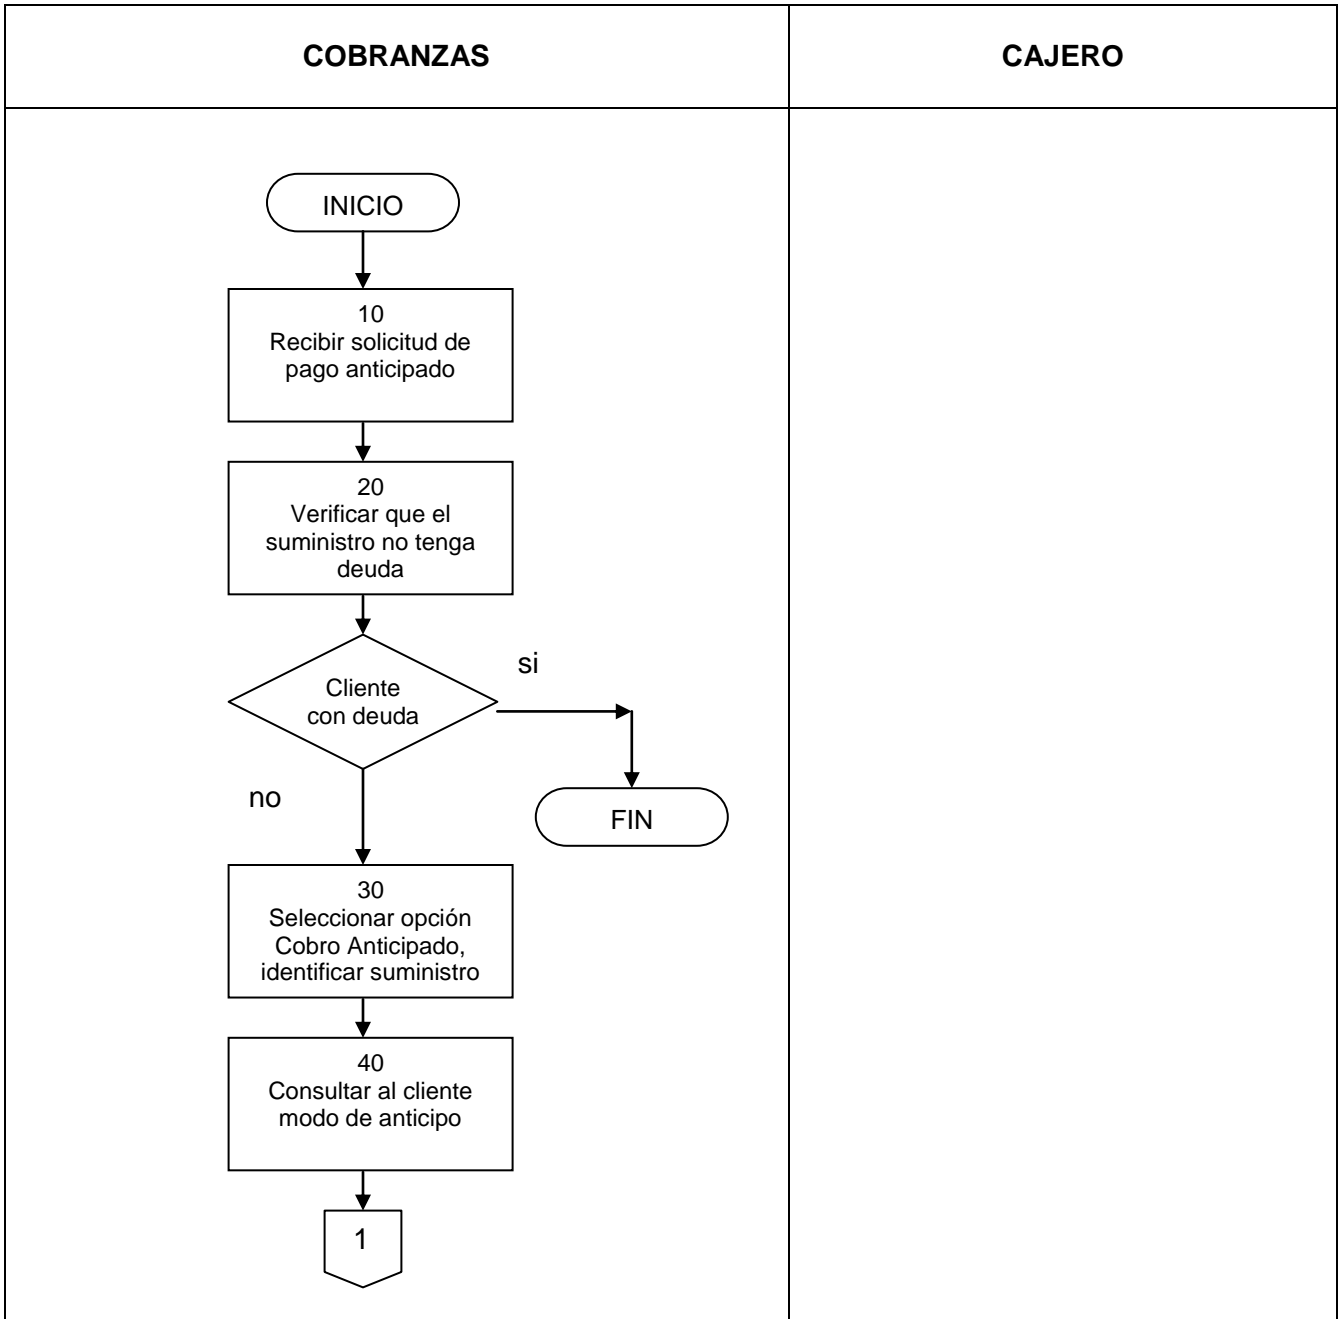 COBRANZAS
CAJERO
INICIO
10
Recibir solicitud de
pago anticipado
20
Verificar que el
suministro no tenga
deuda
Cliente
con deuda
si
no
FIN
30
Seleccionar opción
Cobro Anticipado,
identificar suministro
40
Consultar al cliente
modo de anticipo
1